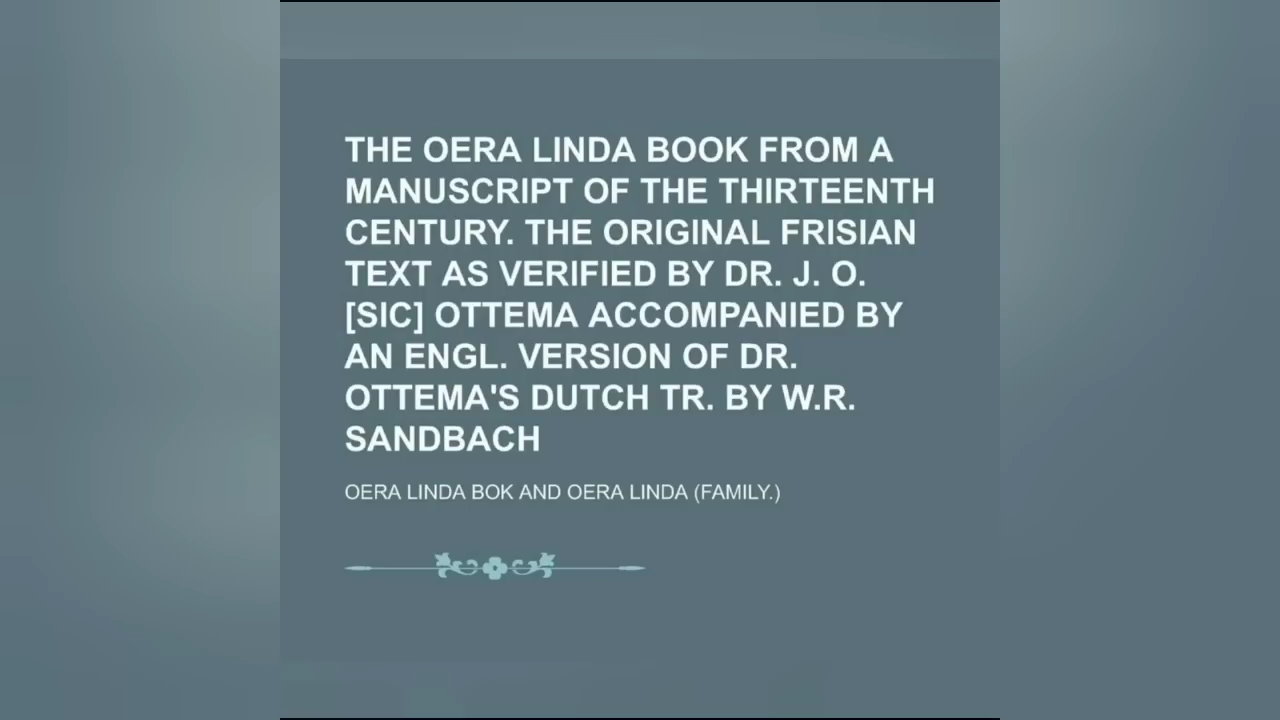 THE OERA LINDA BOOK FROM A
MANUSCRIPT OF THE THIRTEENTH
CENTURY. THE ORIGINAL FRISIAN
TEXT AS VERIFIED BY DR. J. O.
[SIC] OTTEMA ACCOMPANIED BY
AN ENGL. VERSION OF DR.
OTTEMA'S DUTCH TR. BY W.R.
SANDBACH
OERA LINDA BOK AND OERA LINDA (FAMILY.)